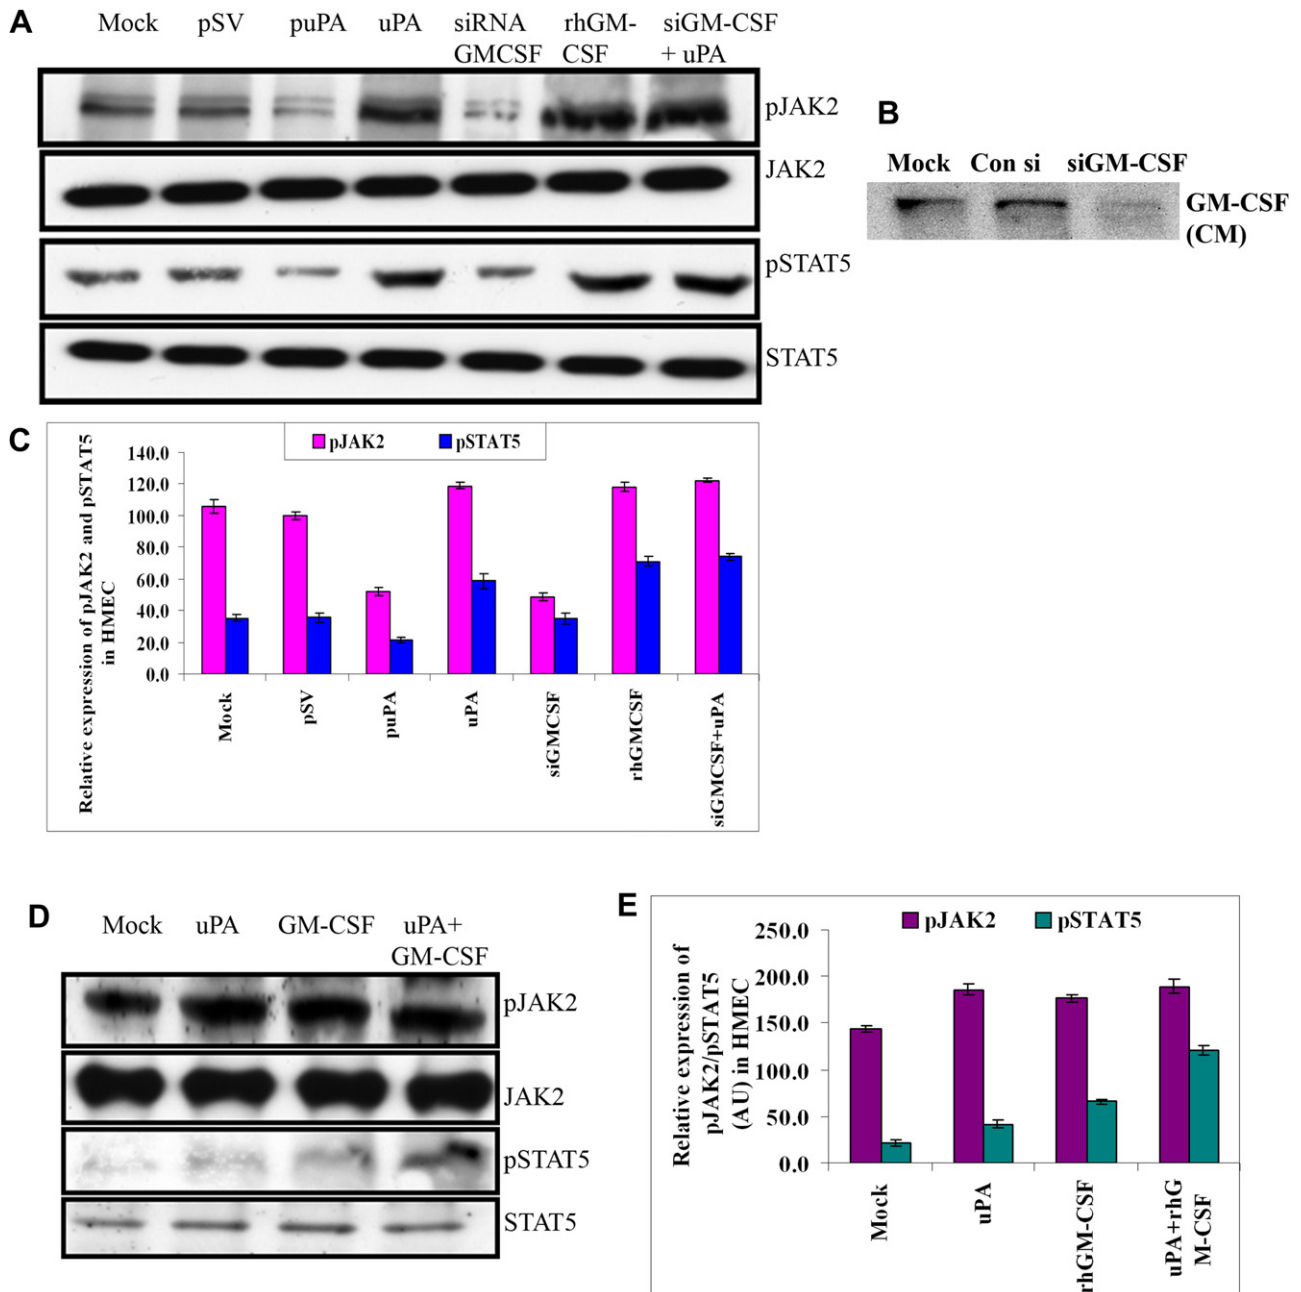 A
Mock pSV puPA uPA siRNA rhGM- siGM-CSF
GMCSF CSF + uPA
pJAK2
JAK2
pSTAT5
STAT5
B
Mock Con si siGM-CSF
GM-CSF
(CM)
C
pJAK2 pSTAT5
Relative expression of pJAK2 and pSTAT5
in HMEC
140.0
120.0
100.0
80.0
60.0
40.0
20.0
0.0
Mock
pSV
puPA
uPA
siGMCSF
rhGMCSF
siGMCSF+uPA
D
Mock uPA GM-CSF uPA+
GM-CSF
pJAK2
JAK2
pSTAT5
STAT5
E
pJAK2 pSTAT5
Relative expression of
pJAK2/pSTAT5
(AU) in HMEC
250.0
200.0
150.0
100.0
50.0
0.0
Mock
uPA
rhGM-CSF
uPA+rhG
M-CSF